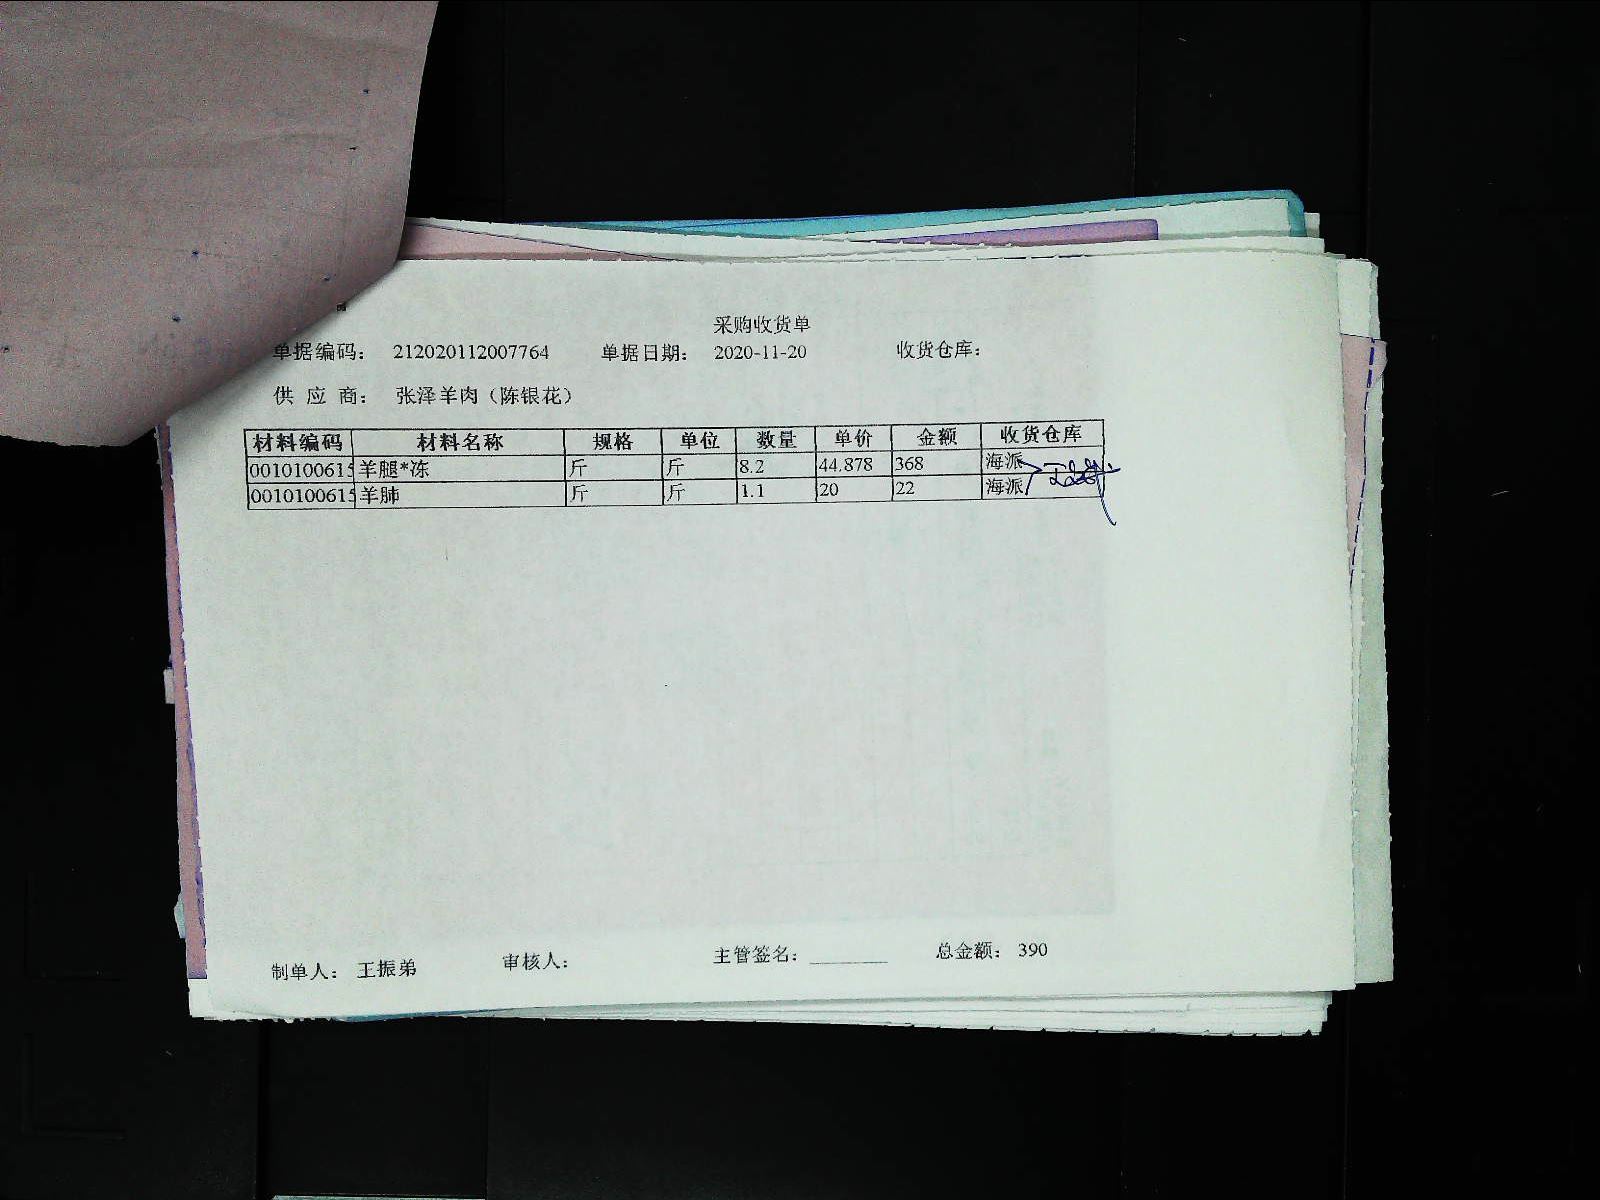 采购收货单
单据编码： 212020112007764 单据日期： 2020-11-20 收货仓库：
供 应 商： 张泽羊肉（陈银花）
材料编码 材料名称 规格 单位 数量 单价 金额 收货仓库
0010100615 羊腿*冻 斤 斤 8.2 44.878 368 海派
0010100615 羊肺 斤 斤 1.1 20 22 海派
制单人： 王振弟 审核人： 主管签名： 总金额： 390